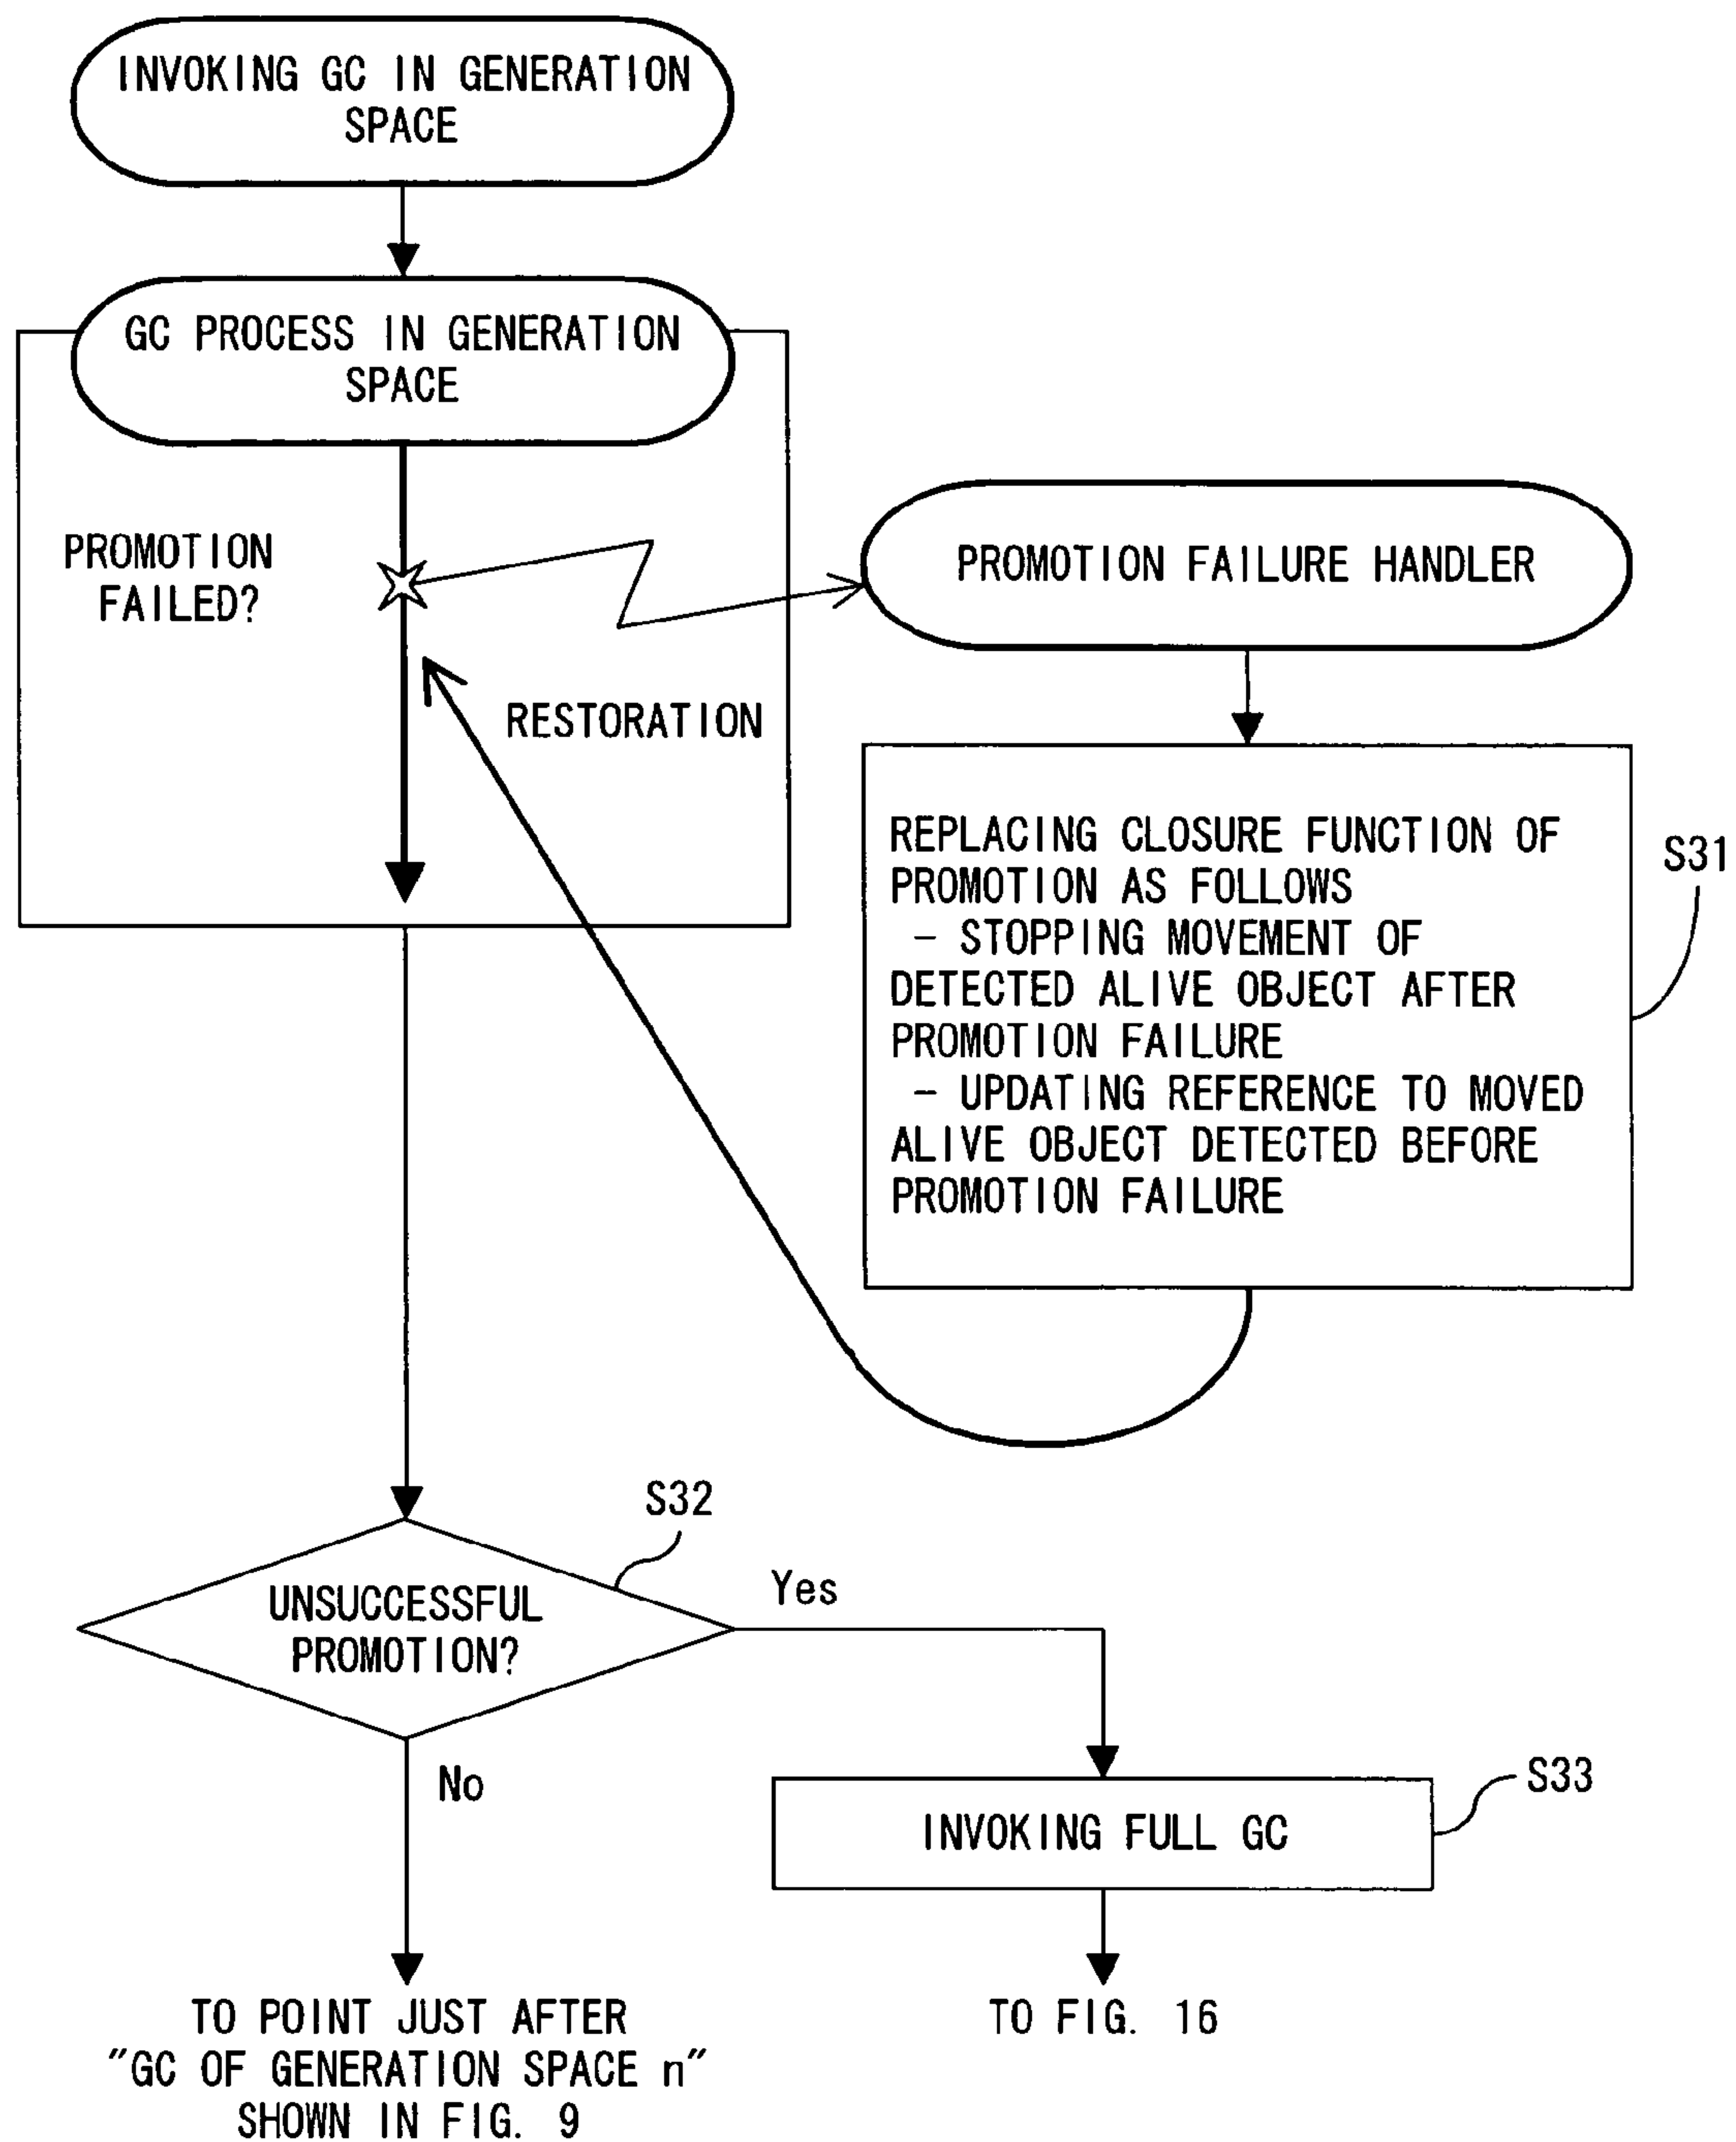 INVOKING GC IN GENERATION
SPACE
GC PROCESS IN GENERATION
SPACE
PROMOTION
FAILED?
PROMOTION FAILURE HANDLER
RESTORATION
REPLACING CLOSURE FUNCTION OF
PROMOTION AS FOLLOWS
– STOPPING MOVEMENT OF
DETECTED ALIVE OBJECT AFTER
PROMOTION FAILURE
– UPDATING REFERENCE TO MOVED
ALIVE OBJECT DETECTED BEFORE
PROMOTION FAILURE
S31
S32
UNSUCCESSFUL
PROMOTION?
Yes
No
INVOKING FULL GC
S33
TO POINT JUST AFTER
"GC OF GENERATION SPACE n"
SHOWN IN FIG. 9
TO FIG. 16